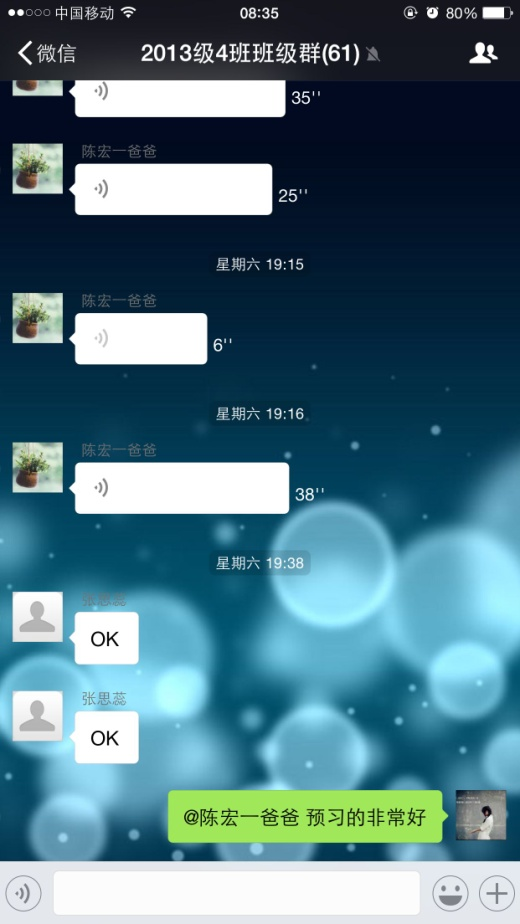 中国移动 08:35 80%
微信 2013级4班班级群(61)
35''
陈宏一爸爸
25''
星期六 19:15
陈宏一爸爸
6''
星期六 19:16
陈宏一爸爸
38''
星期六 19:38
张思蕊
OK
张思蕊
OK
@陈宏一爸爸 预习的非常好